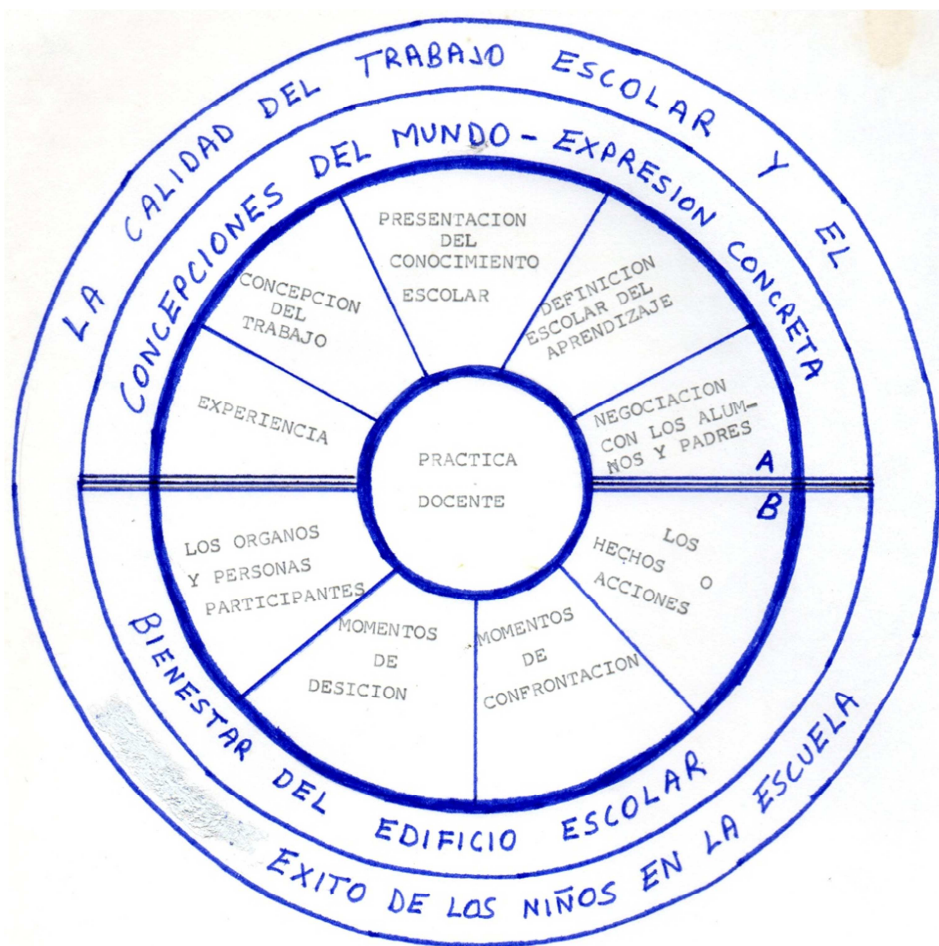 LA CALIDAD DEL TRABAJO ESCOLAR Y EL
CONCEPCIONES DEL MUNDO - EXPRESION CONCRETA
PRESENTACION
DEL
CONOCIMIENTO
ESCOLAR
CONCEPCION
DEL
TRABAJO
DEFINICION
ESCOLAR DEL
APRENDIZAJE
EXPERIENCIA
NEGOCIACION
CON LOS ALUM-
NOS Y PADRES
A
PRACTICA
DOCENTE
B
LOS ORGANOS
Y PERSONAS
PARTICIPANTES
MOMENTOS
DE
DESICION
MOMENTOS
DE
CONFRONTACION
LOS
HECHOS O
ACCIONES
BIENESTAR DEL EDIFICIO ESCOLAR
EXITO DE LOS NIÑOS EN LA ESCUELA